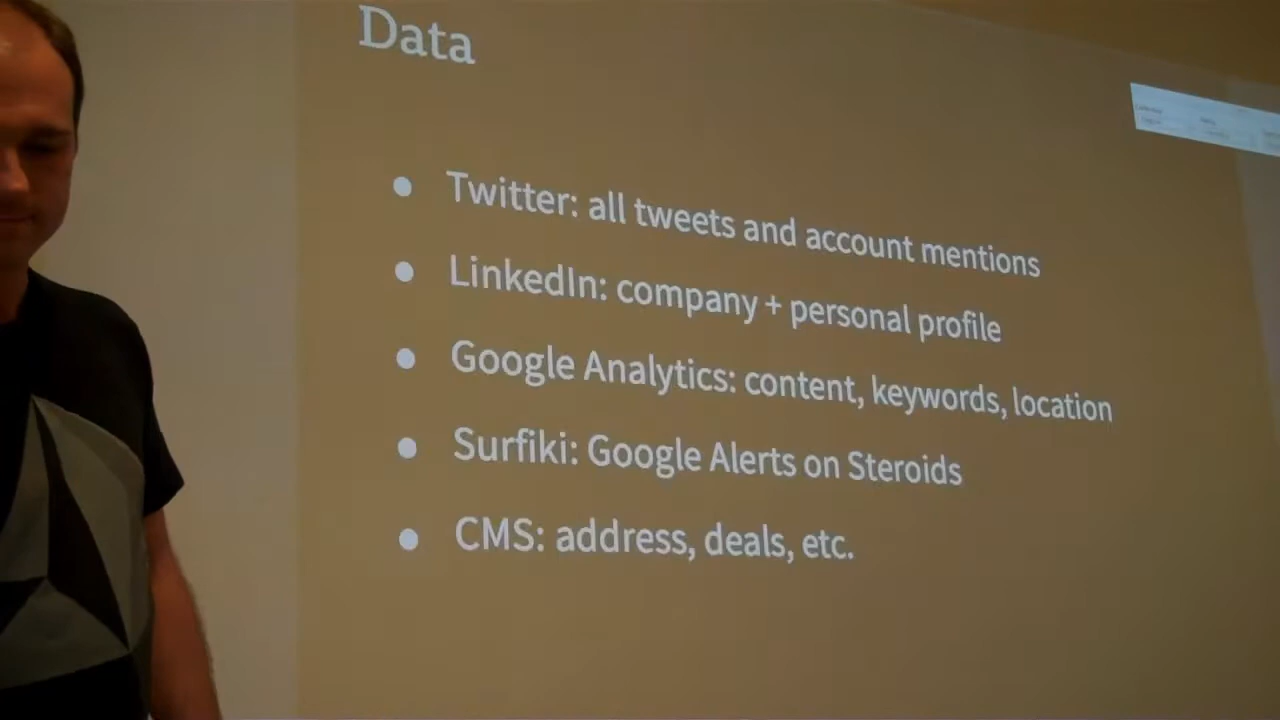 Data
• Twitter: all tweets and account mentions
• LinkedIn: company + personal profile
• Google Analytics: content, keywords, location
• Surfiki: Google Alerts on Steroids
• CMS: address, deals, etc.